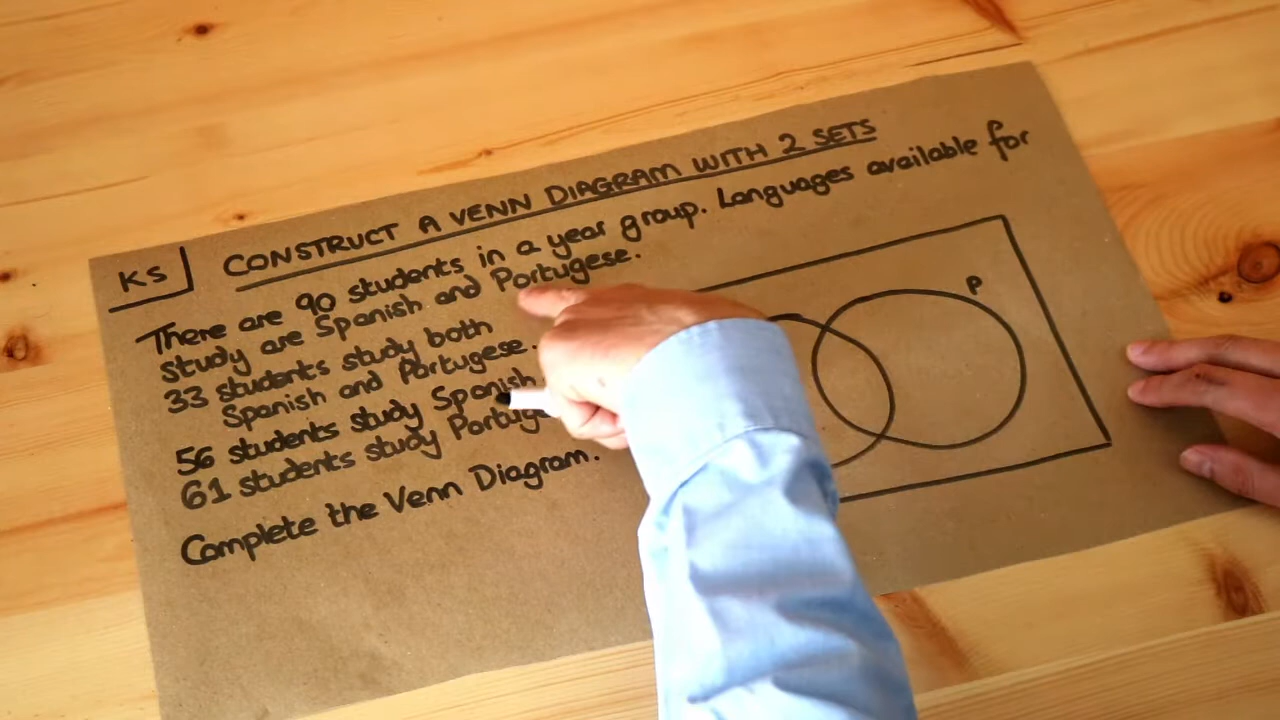 KS
CONSTRUCT A VENN DIAGRAM WITH 2 SETS
There are 90 students in a year group. Languages available for
study are Spanish and Portugese.
33 students study both
Spanish and Portugese.
56 students study Spanish
61 students study
Complete the Venn Diagram.
P